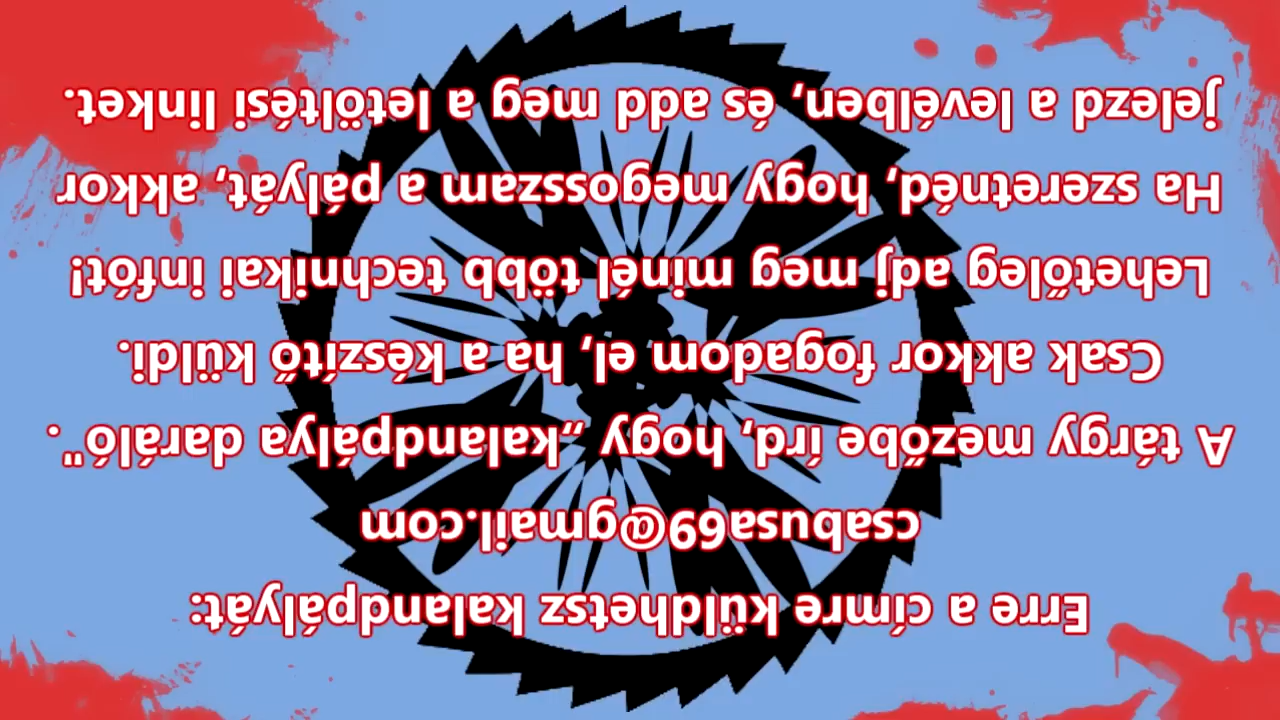 Erre a címre küldhetsz kalandpályát:
csabusa69@gmail.com
A tárgy mezőbe írd, hogy „kalandpálya daráló".
Csak akkor fogadom el, ha a készítő küldi.
Lehetőleg adj meg minél több technikai infót!
Ha szeretnéd, hogy megosszam a pályát, akkor
jelezd a levélben, és add meg a letöltési linket.